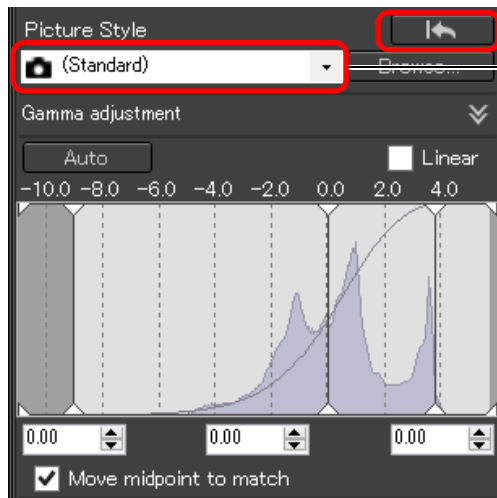 Picture Style
(Standard)
Browse...
Gamma adjustment
Auto
Linear
-10.0 -8.0 -6.0 -4.0 -2.0 0.0 2.0 4.0
0.00 0.00 0.00
Move midpoint to match